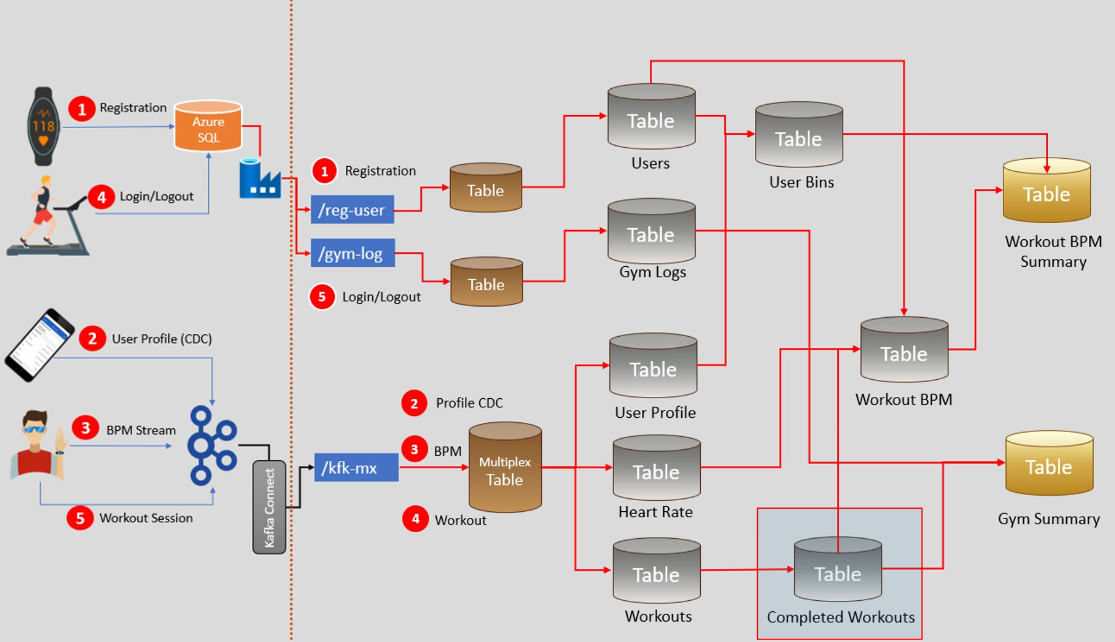 1
Registration
118
Azure
SQL
4
Login/Logout
1
Registration
/reg-user
Table
/gym-log
Table
5
Login/Logout
Table
Users
Table
User Bins
Table
Workout BPM
Summary
Table
Gym Logs
2
User Profile (CDC)
3
BPM Stream
5
Workout Session
Kafka Connect
/kfk-mx
2
Profile CDC
3
BPM
4
Workout
Multiplex
Table
Table
User Profile
Table
Heart Rate
Table
Workouts
Table
Workout BPM
Table
Completed Workouts
Table
Gym Summary